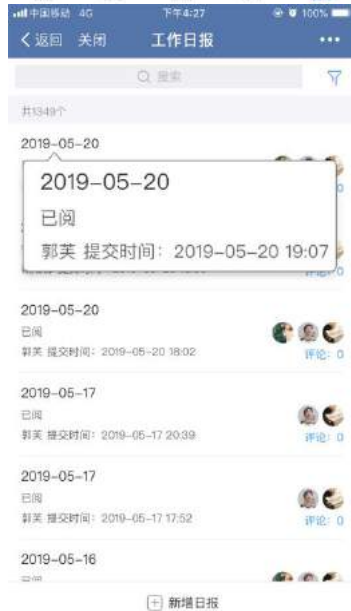 中国移动 4G 下午4:27 100%
返回 关闭 工作日报
搜索
共1349个
2019-05-20
2019-05-20
已阅
郭芙 提交时间：2019-05-20 19:07
2019-05-20
已阅
郭芙 提交时间：2019-05-20 18:02
评论：0
2019-05-17
已阅
郭芙 提交时间：2019-05-17 20:39
评论：0
2019-05-17
已阅
郭芙 提交时间：2019-05-17 17:52
评论：0
2019-05-16
新增日报